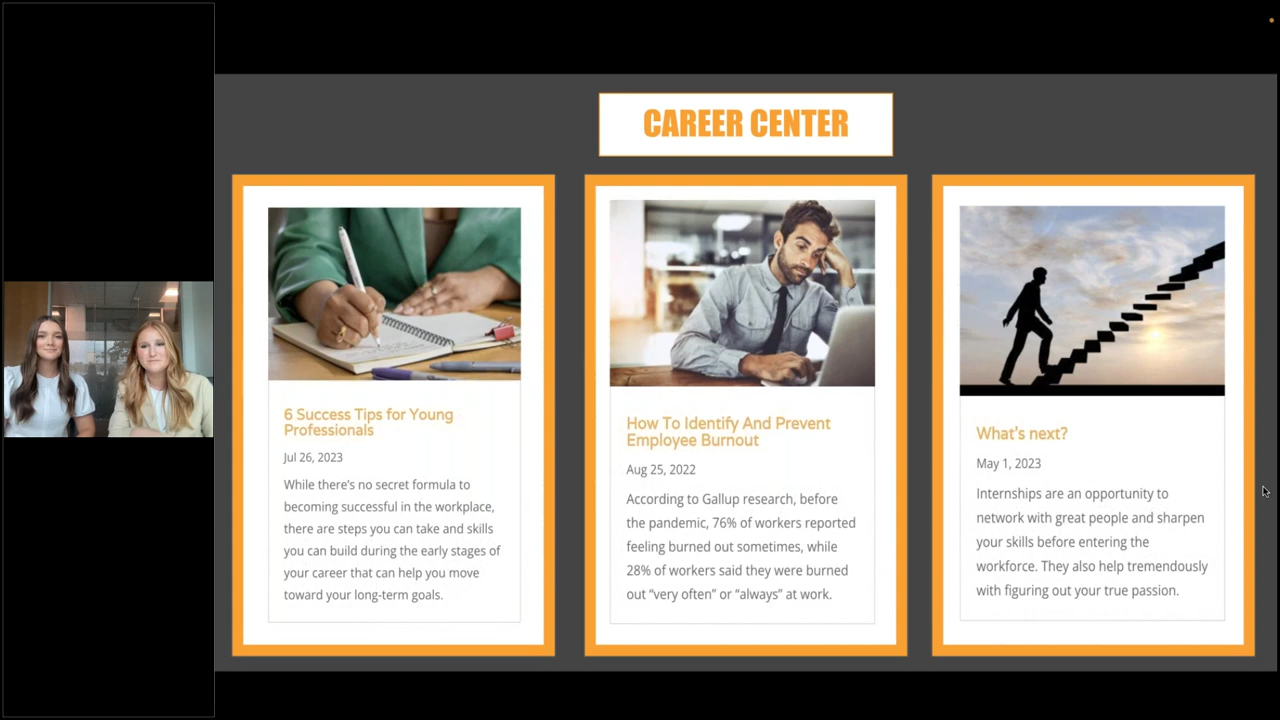 CAREER CENTER
6 Success Tips for Young
Professionals
Jul 26, 2023
While there's no secret formula to
becoming successful in the workplace,
there are steps you can take and skills
you can build during the early stages of
your career that can help you move
toward your long-term goals.
How To Identify And Prevent
Employee Burnout
Aug 25, 2022
According to Gallup research, before
the pandemic, 76% of workers reported
feeling burned out sometimes, while
28% of workers said they were burned
out “very often” or “always” at work.
What's next?
May 1, 2023
Internships are an opportunity to
network with great people and sharpen
your skills before entering the
workforce. They also help tremendously
with figuring out your true passion.